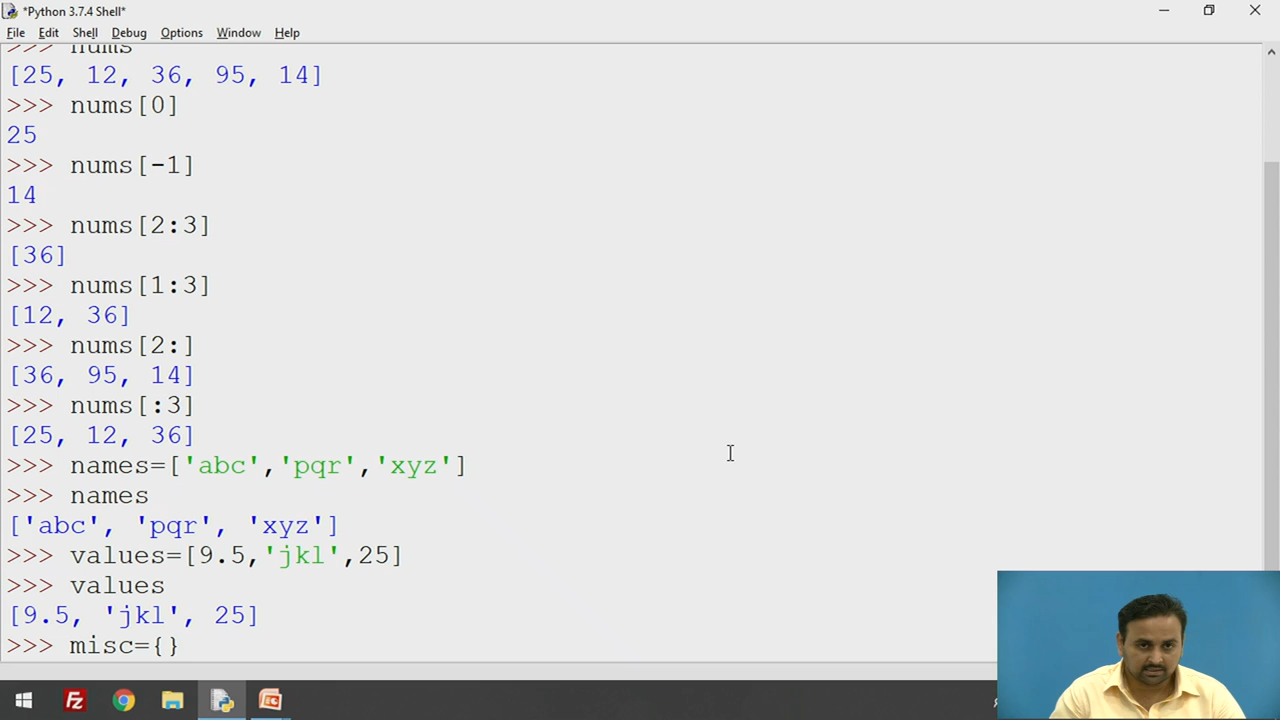 *Python 3.7.4 Shell*
File Edit Shell Debug Options Window Help
>>> nums
[25, 12, 36, 95, 14]
>>> nums[0]
25
>>> nums[-1]
14
>>> nums[2:3]
[36]
>>> nums[1:3]
[12, 36]
>>> nums[2:]
[36, 95, 14]
>>> nums[:3]
[25, 12, 36]
>>> names=['abc','pqr','xyz']
>>> names
['abc', 'pqr', 'xyz']
>>> values=[9.5,'jkl',25]
>>> values
[9.5, 'jkl', 25]
>>> misc={}
Fz